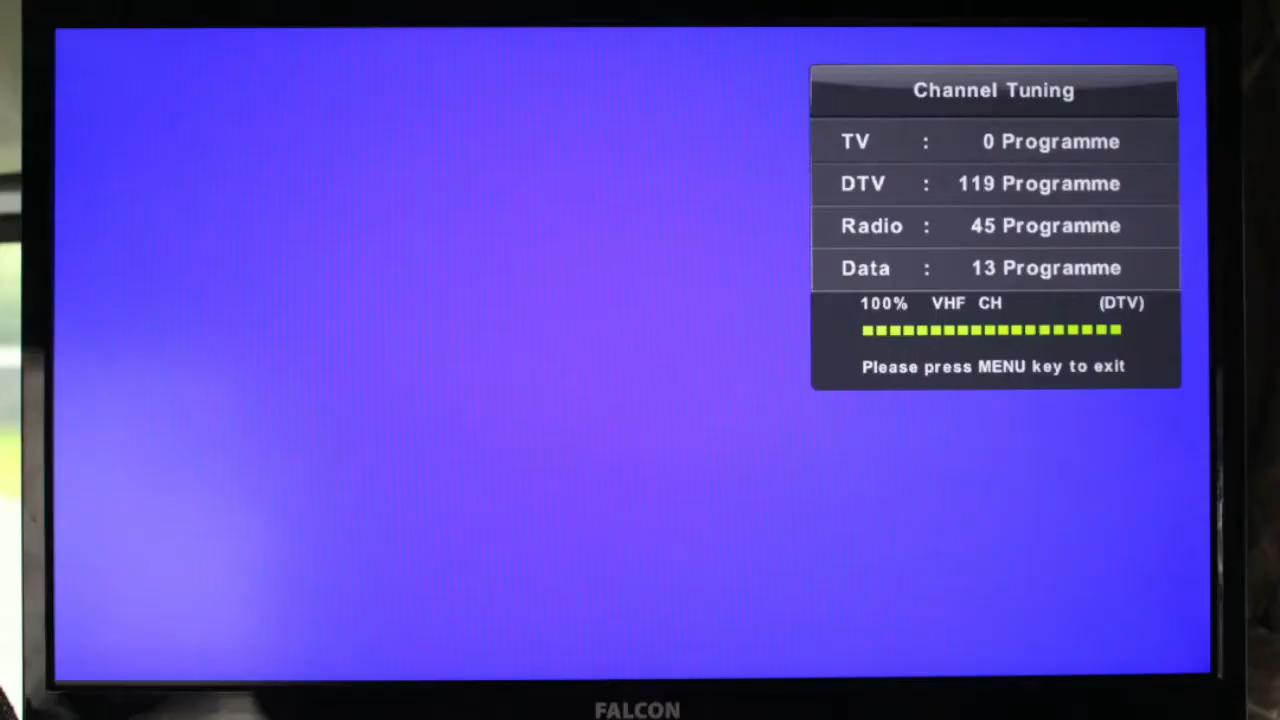 Channel Tuning
TV : 0 Programme
DTV : 119 Programme
Radio : 45 Programme
Data : 13 Programme
100% VHF CH (DTV)
Please press MENU key to exit
FALCON